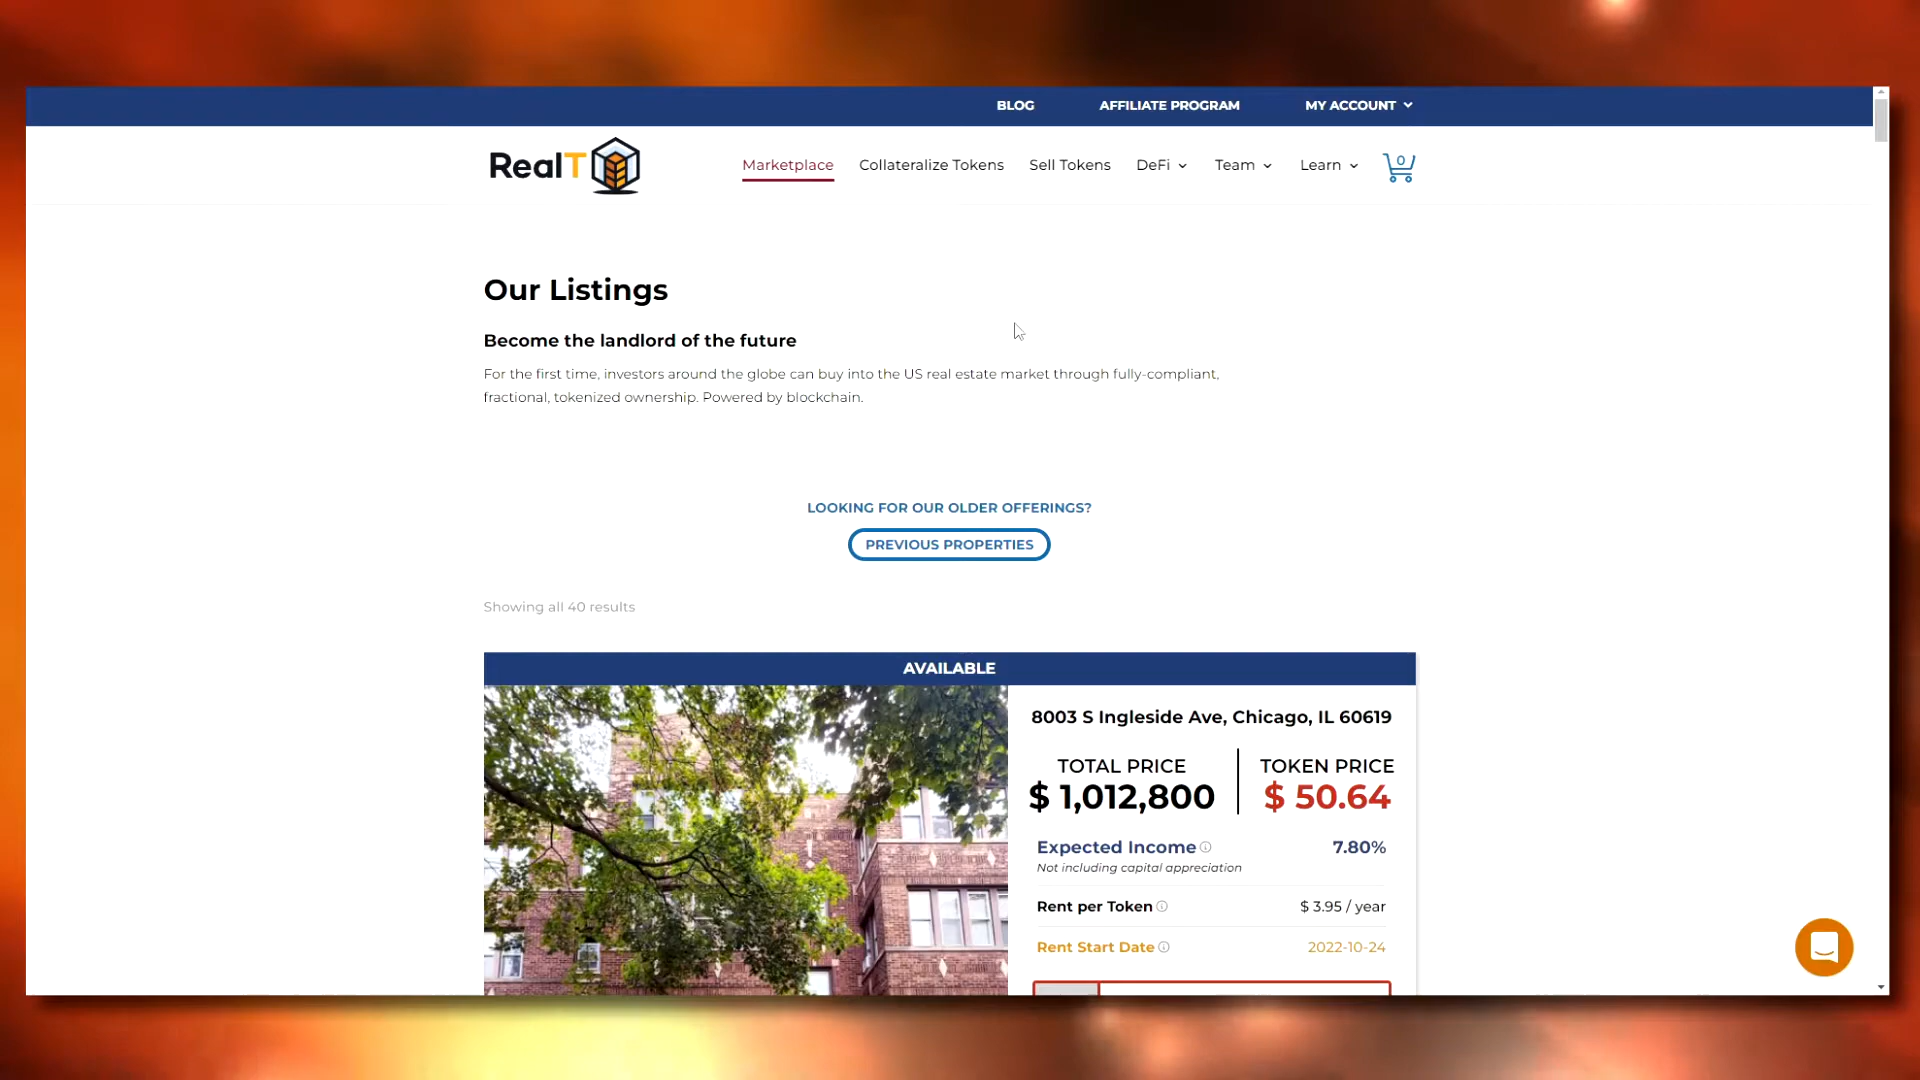 BLOG AFFILIATE PROGRAM MY ACCOUNT
RealT Marketplace Collateralize Tokens Sell Tokens DeFi Team Learn 0
Our Listings
Become the landlord of the future
For the first time, investors around the globe can buy into the US real estate market through fully-compliant,
fractional, tokenized ownership. Powered by blockchain.
LOOKING FOR OUR OLDER OFFERINGS?
PREVIOUS PROPERTIES
Showing all 40 results
AVAILABLE
8003 S Ingleside Ave, Chicago, IL 60619
TOTAL PRICE TOKEN PRICE
$ 1,012,800 $ 50.64
Expected Income 7.80%
Not including capital appreciation
Rent per Token $ 3.95 / year
Rent Start Date 2022-10-24